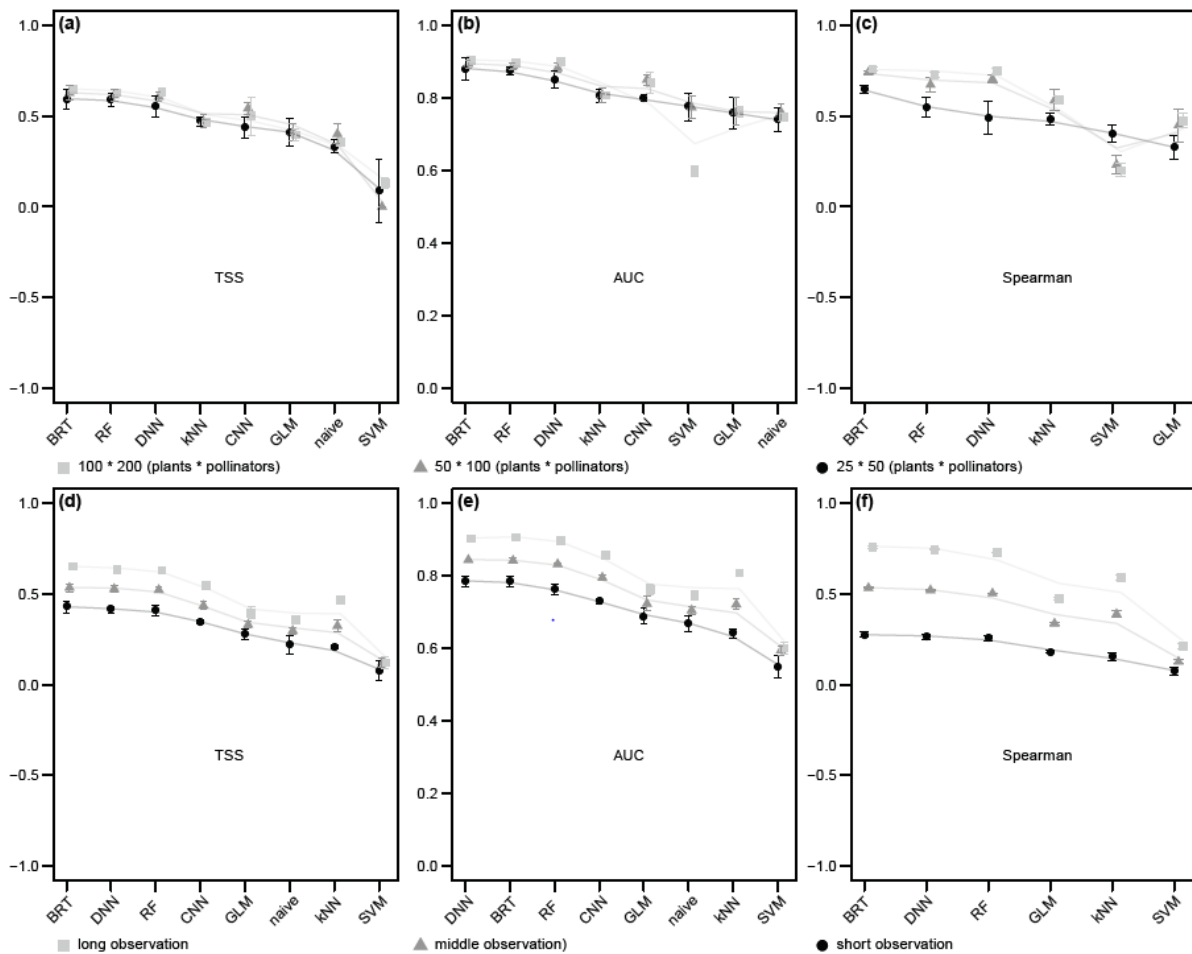 (a)
1.0
0.5
0.0
−0.5
−1.0
TSS
BRT
RF
DNN
kNN
CNN
GLM
naive
SVM
(b)
1.0
0.8
0.6
0.4
0.2
0.0
AUC
BRT
RF
DNN
kNN
CNN
SVM
GLM
naive
(c)
1.0
0.5
0.0
−0.5
−1.0
Spearman
BRT
RF
DNN
kNN
SVM
GLM
100 * 200 (plants * pollinators)
50 * 100 (plants * pollinators)
25 * 50 (plants * pollinators)
(d)
1.0
0.5
0.0
−0.5
−1.0
TSS
BRT
DNN
RF
CNN
GLM
naive
kNN
SVM
(e)
1.0
0.8
0.6
0.4
0.2
0.0
AUC
DNN
BRT
RF
CNN
GLM
naive
kNN
SVM
(f)
1.0
0.5
0.0
−0.5
−1.0
Spearman
BRT
DNN
RF
GLM
kNN
SVM
long observation
middle observation)
short observation